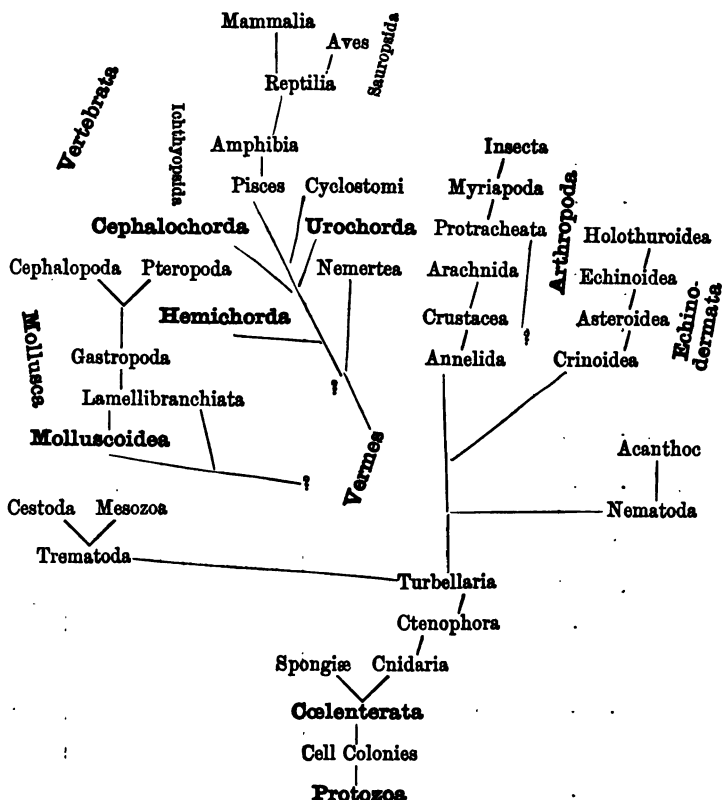 Mammalia
Aves
Sauropsida
Reptilia
Vertebrata
Ichthyopsida
Amphibia
Insecta
Pisces Cyclostomi
Myriapoda
Arthropoda
Cephalochorda Urochorda
Protracheata
Holothuroidea
Cephalopoda Pteropoda
Nemertea
Arachnida
Echinoidea
Hemichorda
Crustacea
Asteroidea
Echino-
dermata
Mollusca
Gastropoda
?
Annelida
?
Crinoidea
Lamellibranchiata
Molluscoidea
Vermes
Acanthoc
?
Cestoda Mesozoa
Nematoda
Trematoda
Turbellaria
Ctenophora
Spongiæ Cnidaria
Cœlenterata
Cell Colonies
Protozoa